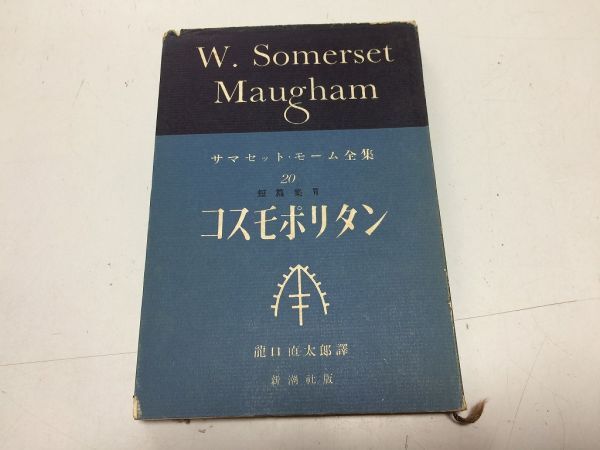 W. Somerset
Maugham
サマセット・モーム全集
20
短篇集 Ⅵ
コスモポリタン
龍口直太郎譯
新潮社版